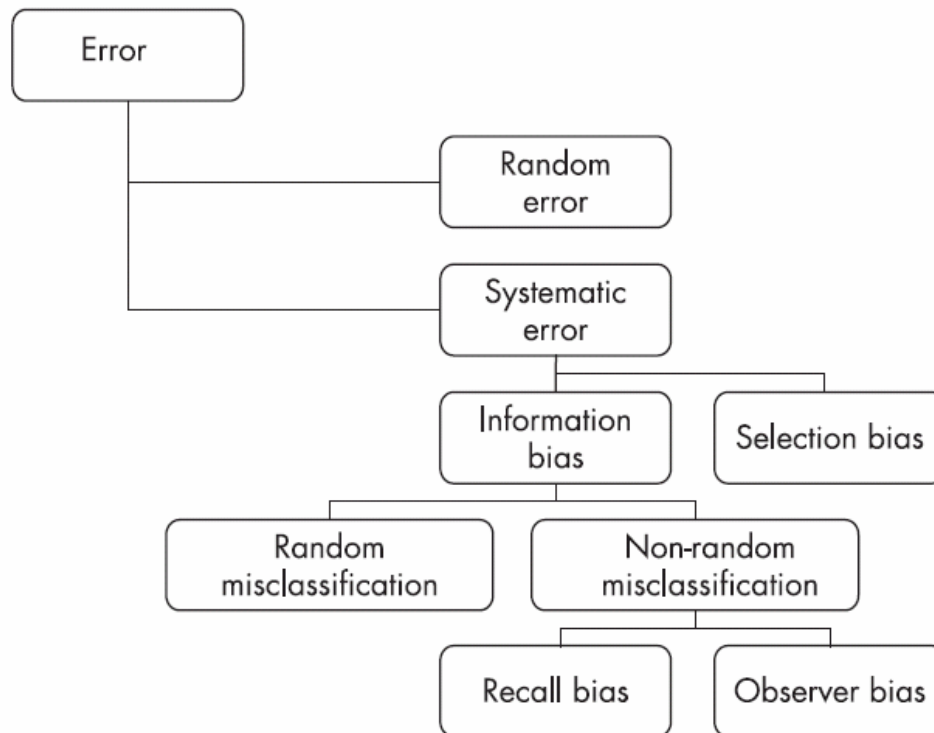 Error
Random
error
Systematic
error
Information
bias
Selection bias
Random
misclassification
Non-random
misclassification
Recall bias
Observer bias